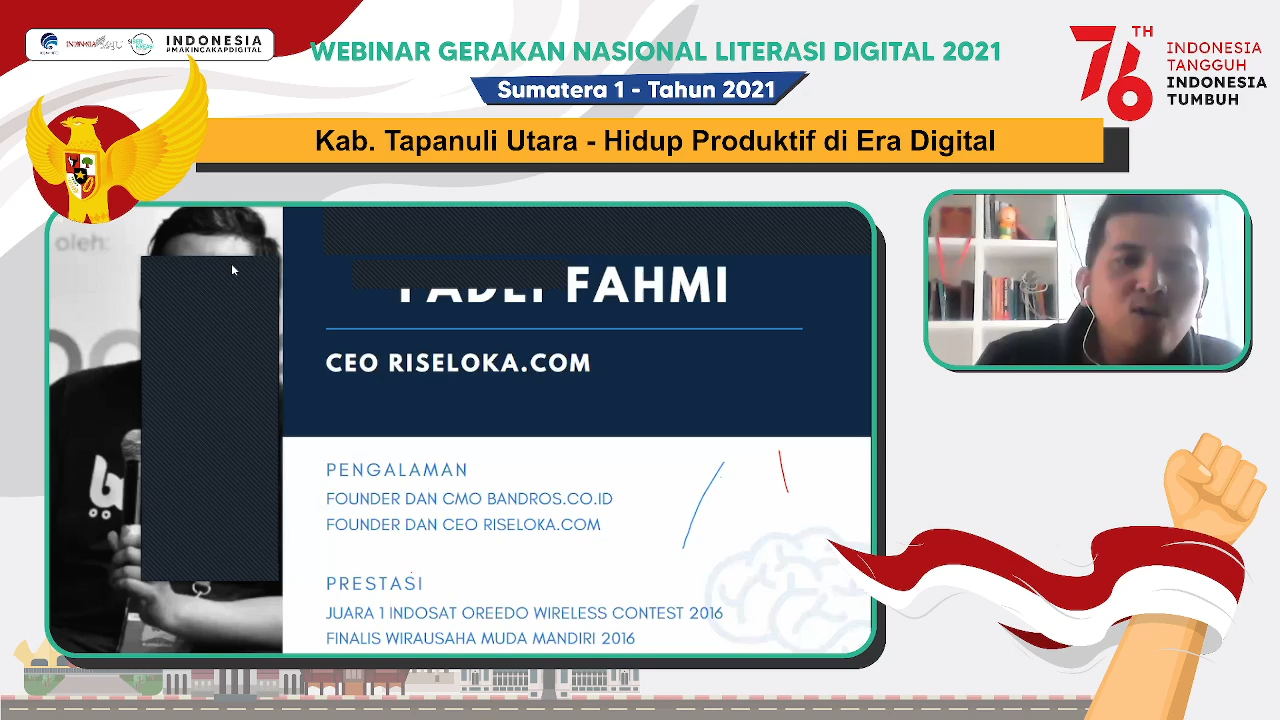 INDONESIA
#MAKINCAKAPDIGITAL
WEBINAR GERAKAN NASIONAL LITERASI DIGITAL 2021
Sumatera 1 - Tahun 2021
76 TH
INDONESIA
TANGGUH
INDONESIA
TUMBUH
Kab. Tapanuli Utara - Hidup Produktif di Era Digital
oleh:
FAHMI
CEO RISELOKA.COM
PENGALAMAN
FOUNDER DAN CMO BANDROS.CO.ID
FOUNDER DAN CEO RISELOKA.COM
PRESTASI
JUARA 1 INDOSAT OREEDO WIRELESS CONTEST 2016
FINALIS WIRAUSAHA MUDA MANDIRI 2016